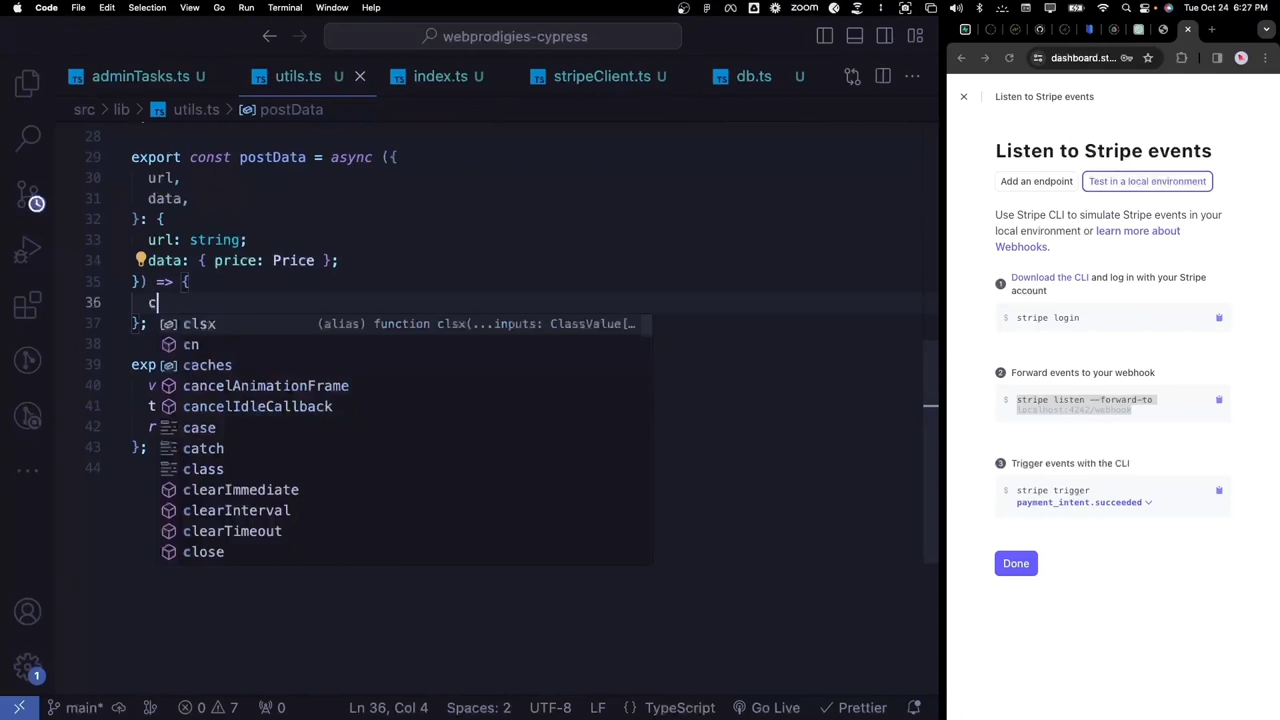 Code File Edit Selection View Go Run Terminal Window Help zoom Tue Oct 24 6:27 PM
webprodigies-cypress
TS adminTasks.ts U TS utils.ts U TS index.ts U TS stripeClient.ts U TS db.ts U
src › lib › TS utils.ts › postData
28
29 export const postData = async ({
30 url,
31 data,
32 }: {
33 url: string;
34 data: { price: Price };
35 }) => {
36 c
37 }; clsx (alias) function clsx(...inputs: ClassValue[…
38 cn
39 exp caches
40 v cancelAnimationFrame
41 t cancelIdleCallback
42 r case
43 }; catch
44 class
clearImmediate
clearInterval
clearTimeout
close
1
main* 0 7 0 Ln 36, Col 4 Spaces: 2 UTF-8 LF {} TypeScript Go Live Prettier
dashboard.st...
Listen to Stripe events
Listen to Stripe events
Add an endpoint Test in a local environment
Use Stripe CLI to simulate Stripe events in your
local environment or learn more about
Webhooks.
1 Download the CLI and log in with your Stripe
account
$ stripe login
2 Forward events to your webhook
$ stripe listen --forward-to
localhost:4242/webhook
3 Trigger events with the CLI
$ stripe trigger
payment_intent.succeeded
Done